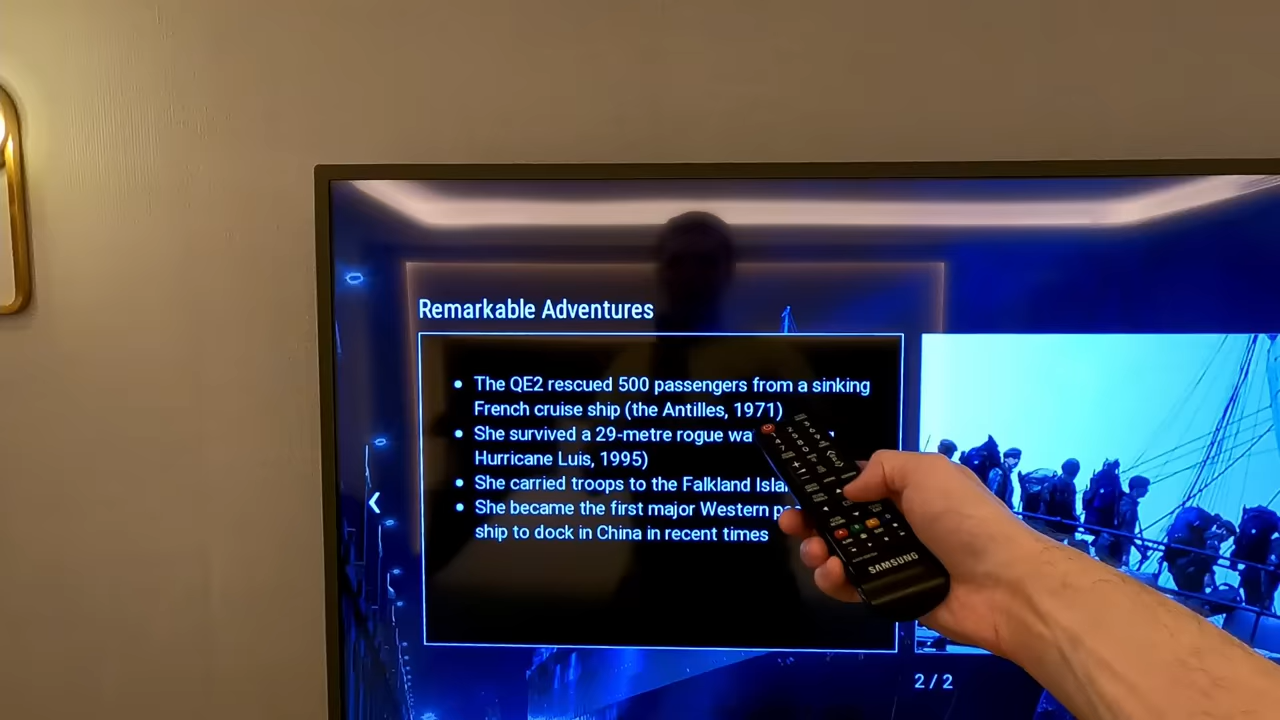 Remarkable Adventures
• The QE2 rescued 500 passengers from a sinking
French cruise ship (the Antilles, 1971)
• She survived a 29-metre rogue
Hurricane Luis, 1995)
• She carried troops to the Falkland
• She became the first major Western
ship to dock in China in recent times
SAMSUNG
2 / 2